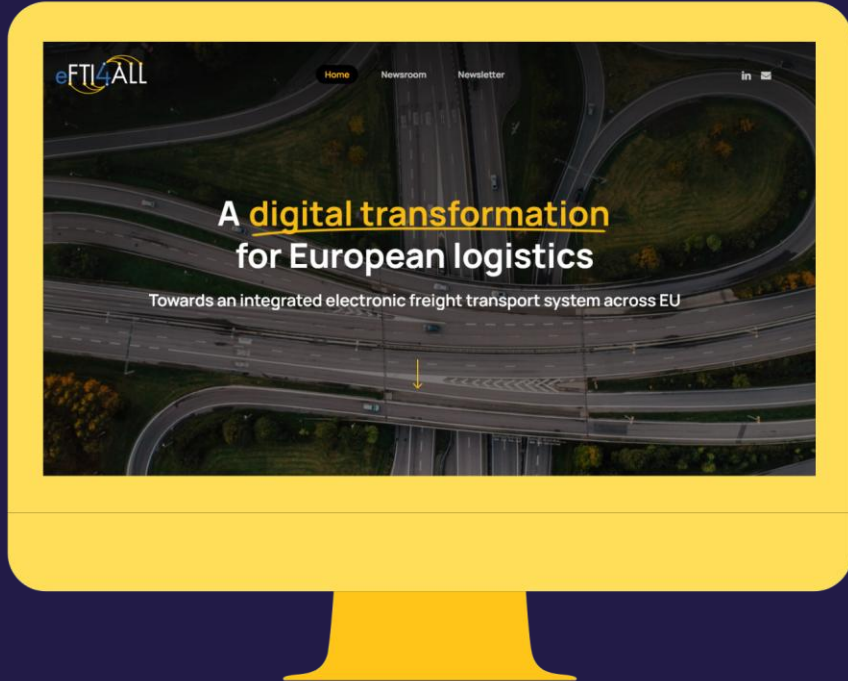 eFTI4ALL
Home Newsroom Newsletter in
A digital transformation
for European logistics
Towards an integrated electronic freight transport system across EU